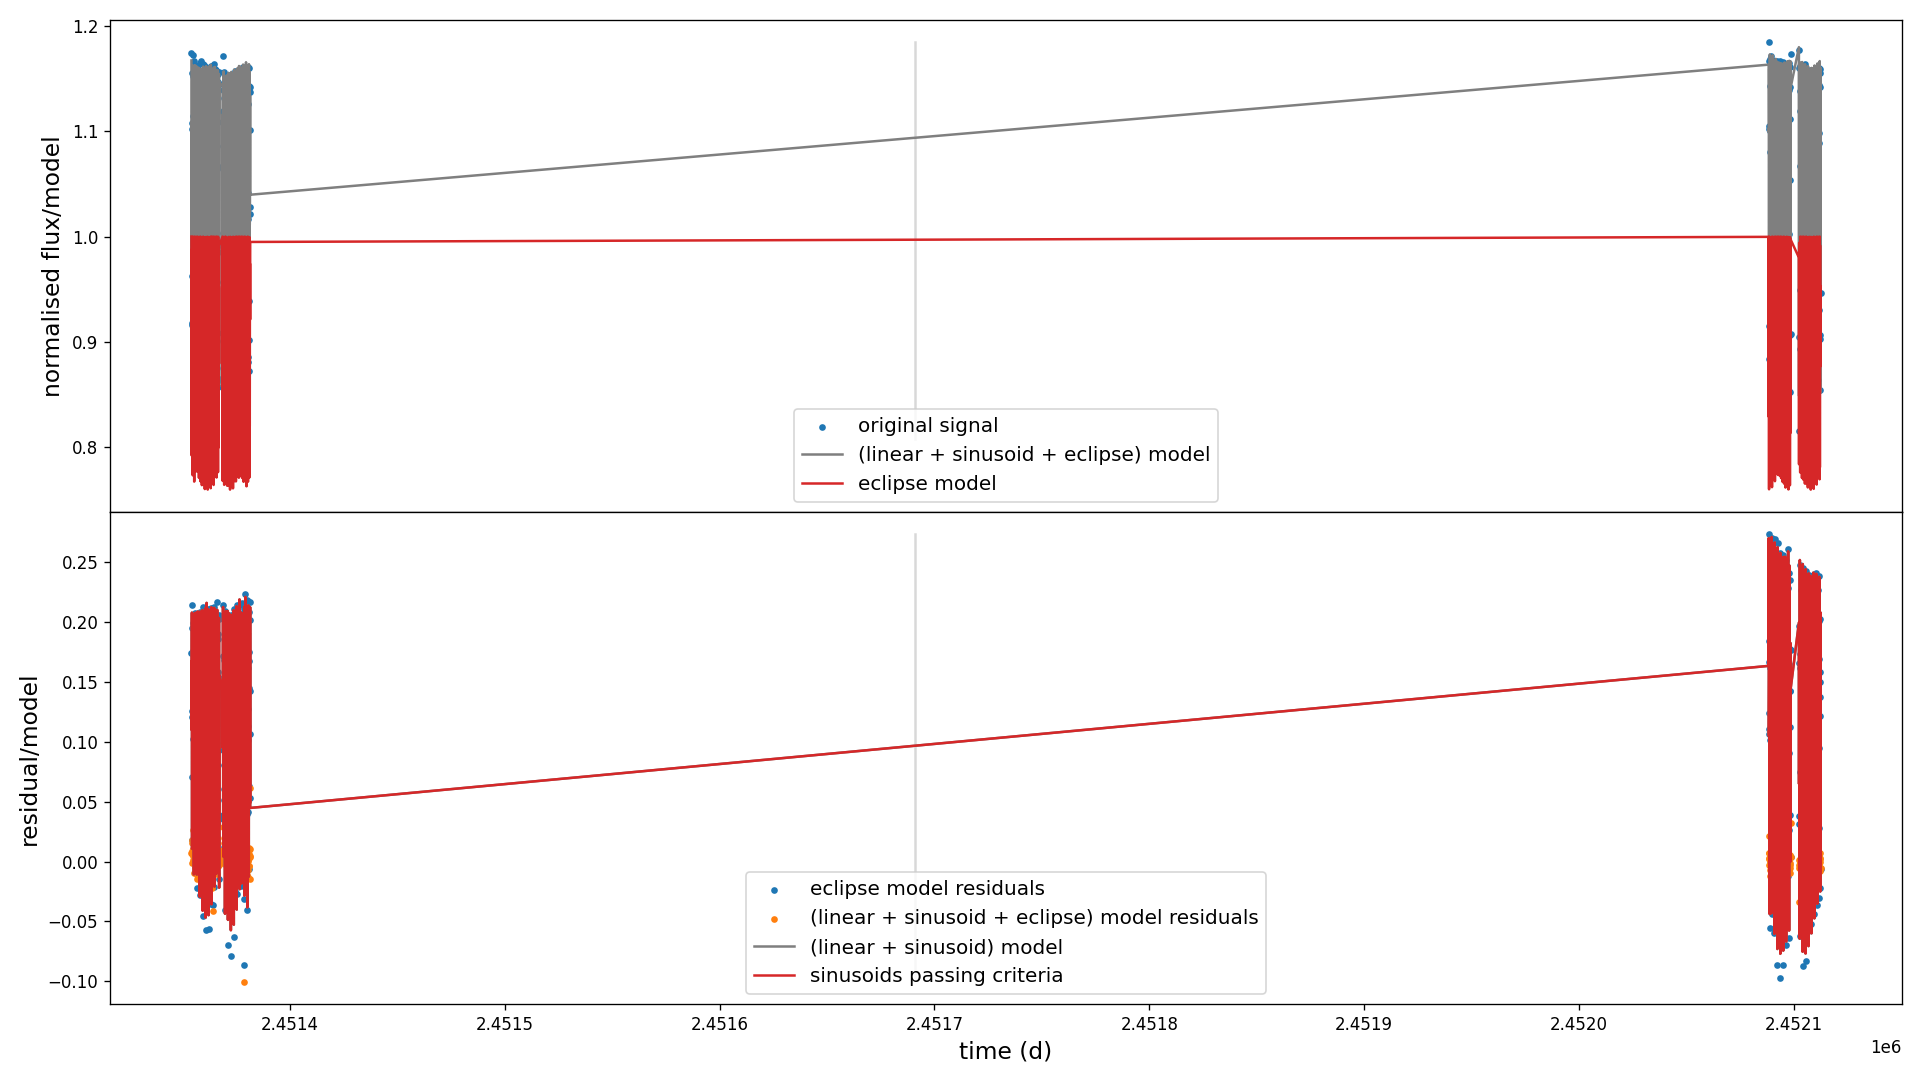 1.2
1.1
1.0
0.9
0.8
normalised flux/model
original signal
(linear + sinusoid + eclipse) model
eclipse model
0.25
0.20
0.15
0.10
0.05
0.00
−0.05
−0.10
residual/model
eclipse model residuals
(linear + sinusoid + eclipse) model residuals
(linear + sinusoid) model
sinusoids passing criteria
2.4514 2.4515 2.4516 2.4517 2.4518 2.4519 2.4520 2.4521
1e6
time (d)